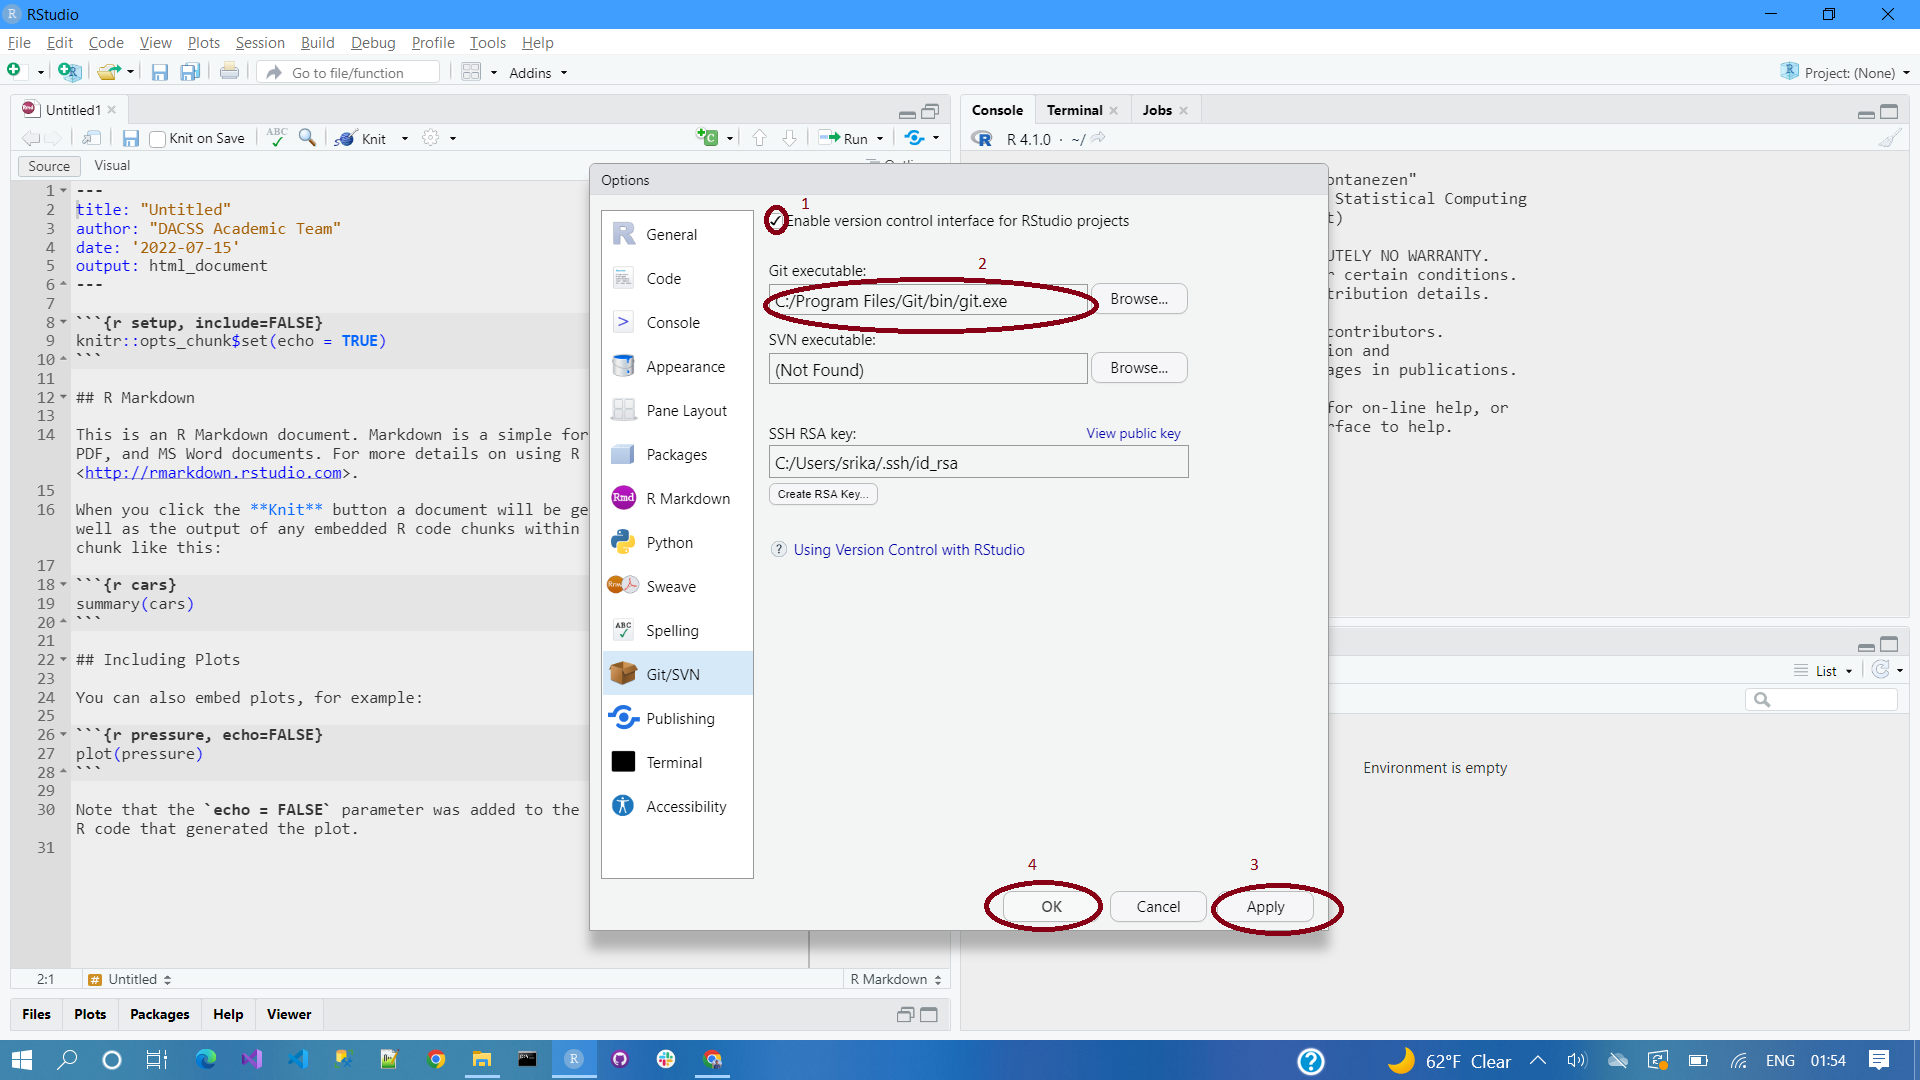 RStudio
File Edit Code View Plots Session Build Debug Profile Tools Help
Go to file/function Addins Project: (None)
Untitled1
Knit on Save ABC Knit Run
Source Visual
1 ---
2 title: "Untitled"
3 author: "DACSS Academic Team"
4 date: '2022-07-15'
5 output: html_document
6 ---
7
8 ```{r setup, include=FALSE}
9 knitr::opts_chunk$set(echo = TRUE)
10 ```
11
12 ## R Markdown
13
14 This is an R Markdown document. Markdown is a simple for
PDF, and MS Word documents. For more details on using R
<http://rmarkdown.rstudio.com>.
15
16 When you click the **Knit** button a document will be ge
well as the output of any embedded R code chunks within
chunk like this:
17
18 ```{r cars}
19 summary(cars)
20 ```
21
22 ## Including Plots
23
24 You can also embed plots, for example:
25
26 ```{r pressure, echo=FALSE}
27 plot(pressure)
28 ```
29
30 Note that the `echo = FALSE` parameter was added to the
R code that generated the plot.
31
2:1 Untitled R Markdown
Files Plots Packages Help Viewer
Options
General
Code
Console
Appearance
Pane Layout
Packages
Rmd R Markdown
Python
Sweave
ABC Spelling
Git/SVN
Publishing
Terminal
Accessibility
1
Enable version control interface for RStudio projects
2
Git executable:
C:/Program Files/Git/bin/git.exe Browse...
SVN executable:
(Not Found) Browse...
SSH RSA key: View public key
C:/Users/srika/.ssh/id_rsa
Create RSA Key...
? Using Version Control with RStudio
4 3
OK Cancel Apply
Console Terminal Jobs
R 4.1.0 · ~/
ontanezen"
Statistical Computing
t)
UTELY NO WARRANTY.
r certain conditions.
tribution details.
contributors.
ion and
ages in publications.
for on-line help, or
rface to help.
List
Environment is empty
62°F Clear ENG 01:54